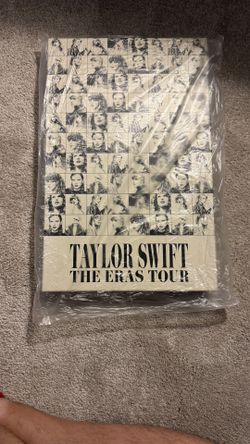 TAYLOR SWIFT
THE ERAS TOUR